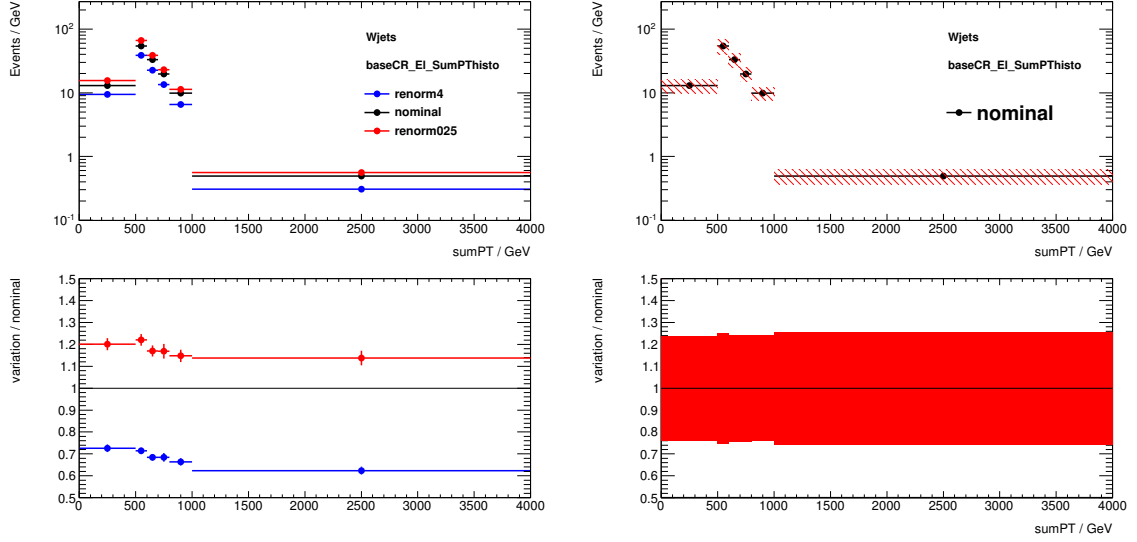 Events / GeV
10²
10
1
10⁻¹
Wjets
baseCR_El_SumPThisto
renorm4
nominal
renorm025
0 500 1000 1500 2000 2500 3000 3500 4000
sumPT / GeV
Events / GeV
10²
10
1
10⁻¹
Wjets
baseCR_El_SumPThisto
nominal
0 500 1000 1500 2000 2500 3000 3500 4000
sumPT / GeV
variation / nominal
1.5
1.4
1.3
1.2
1.1
1
0.9
0.8
0.7
0.6
0.5
0 500 1000 1500 2000 2500 3000 3500 4000
variation / nominal
1.5
1.4
1.3
1.2
1.1
1
0.9
0.8
0.7
0.6
0.5
0 500 1000 1500 2000 2500 3000 3500 4000
sumPT / GeV